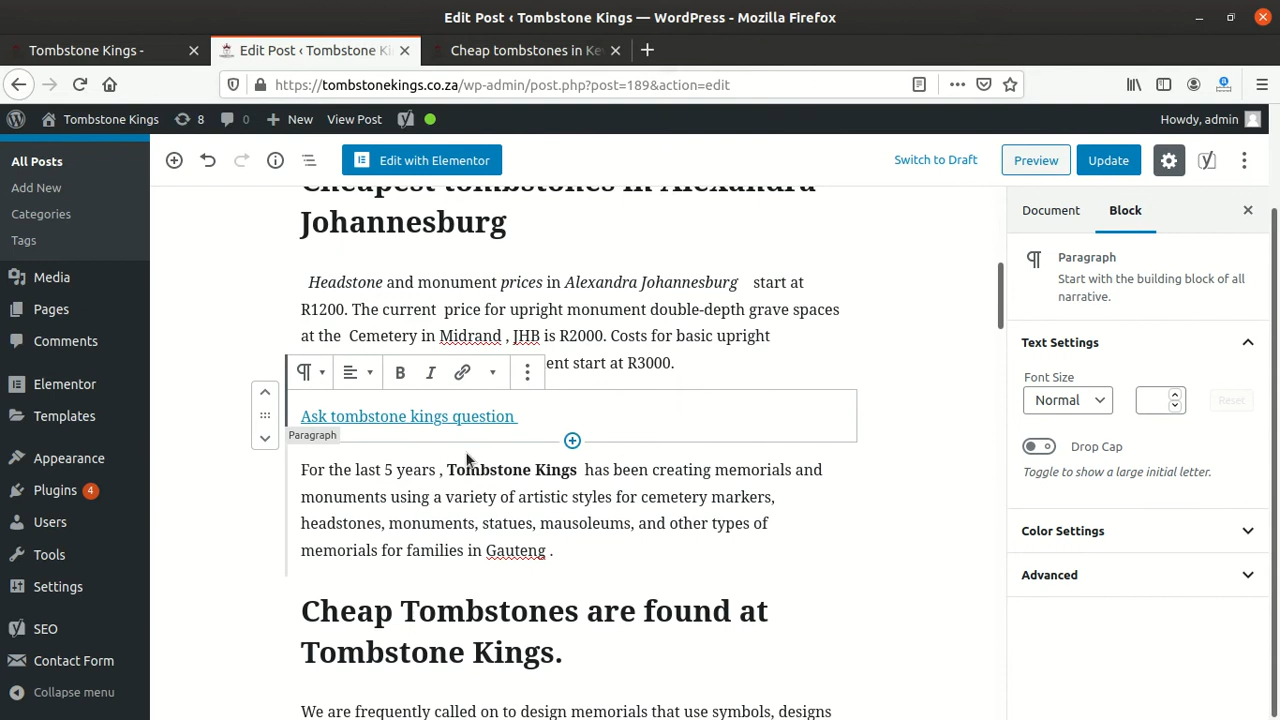 Edit Post ‹ Tombstone Kings — WordPress - Mozilla Firefox
Tombstone Kings -
Edit Post ‹ Tombstone Ki
Cheap tombstones in Ke
https://tombstonekings.co.za/wp-admin/post.php?post=189&action=edit
Tombstone Kings 8 0 New View Post Howdy, admin
All Posts
Add New
Categories
Tags
Media
Pages
Comments
Elementor
Templates
Appearance
Plugins 4
Users
Tools
Settings
SEO
Contact Form
Collapse menu
Edit with Elementor Switch to Draft Preview Update
Cheapest tombstones in Alexandra
Johannesburg
Headstone and monument prices in Alexandra Johannesburg start at
R1200. The current price for upright monument double-depth grave spaces
at the Cemetery in Midrand , JHB is R2000. Costs for basic upright
ent start at R3000.
Ask tombstone kings question
Paragraph
For the last 5 years , Tombstone Kings has been creating memorials and
monuments using a variety of artistic styles for cemetery markers,
headstones, monuments, statues, mausoleums, and other types of
memorials for families in Gauteng .
Cheap Tombstones are found at
Tombstone Kings.
We are frequently called on to design memorials that use symbols, designs
Document Block
Paragraph
Start with the building block of all
narrative.
Text Settings
Font Size
Normal Reset
Drop Cap
Toggle to show a large initial letter.
Color Settings
Advanced